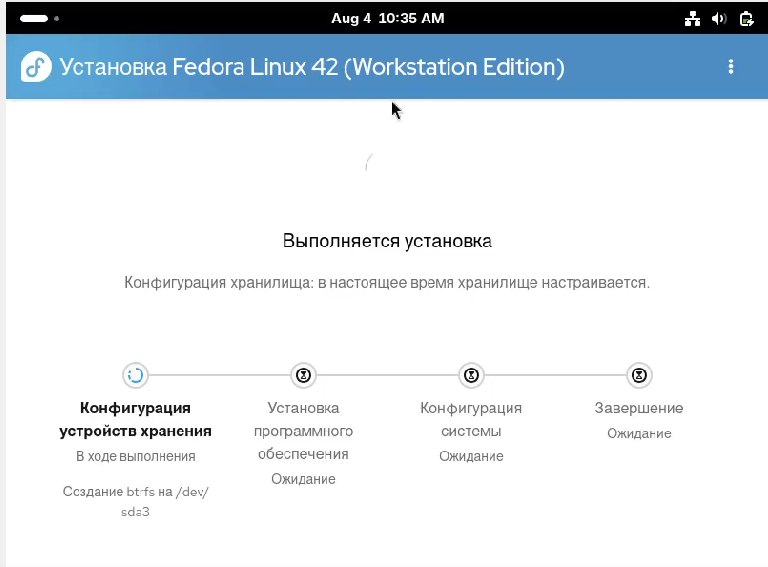 Aug 4 10:35 AM
Установка Fedora Linux 42 (Workstation Edition)
Выполняется установка
Конфигурация хранилища: в настоящее время хранилище настраивается.
Конфигурация
устройств хранения
В ходе выполнения
Создание btrfs на /dev/
sda3
Установка
программного
обеспечения
Ожидание
Конфигурация
системы
Ожидание
Завершение
Ожидание